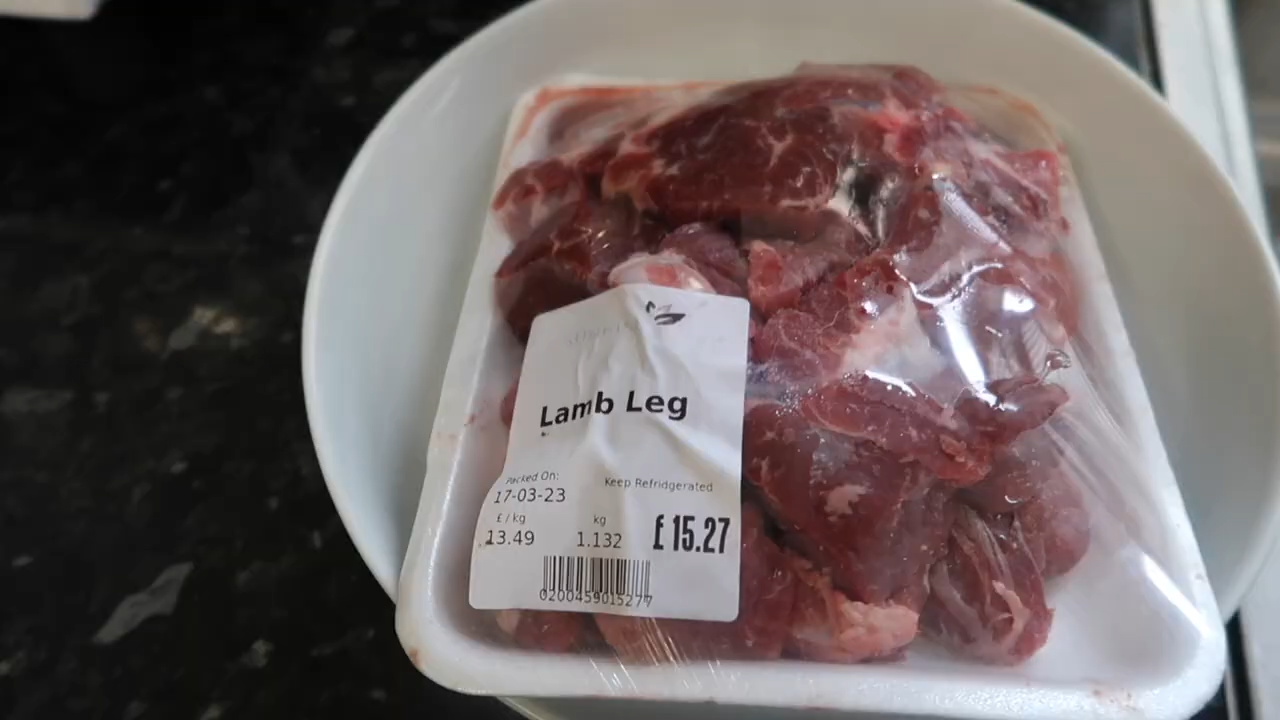 Lamb Leg
Packed On:
17-03-23
Keep Refridgerated
£/kg
13.49
kg
1.132
£15.27
0200459015277